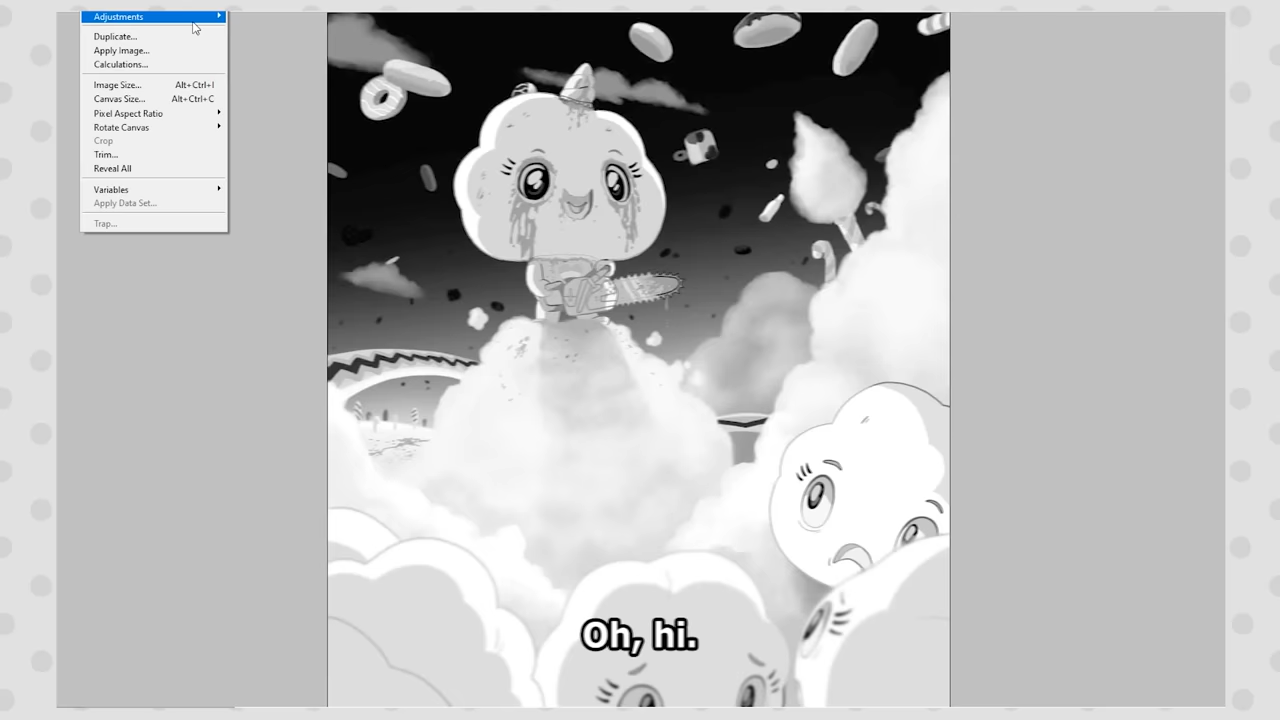 Adjustments
Duplicate...
Apply Image...
Calculations...
Image Size... Alt+Ctrl+I
Canvas Size... Alt+Ctrl+C
Pixel Aspect Ratio
Rotate Canvas
Crop
Trim...
Reveal All
Variables
Apply Data Set...
Trap...
Oh, hi.